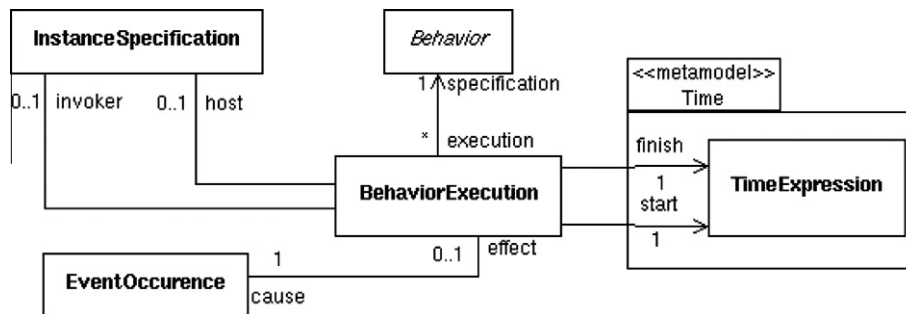 InstanceSpecification
Behavior
<<metamodel>>
Time
0..1 invoker
0..1 host
1 specification
* execution
BehaviorExecution
finish
1
start
1
TimeExpression
EventOccurence
1
cause
0..1
effect